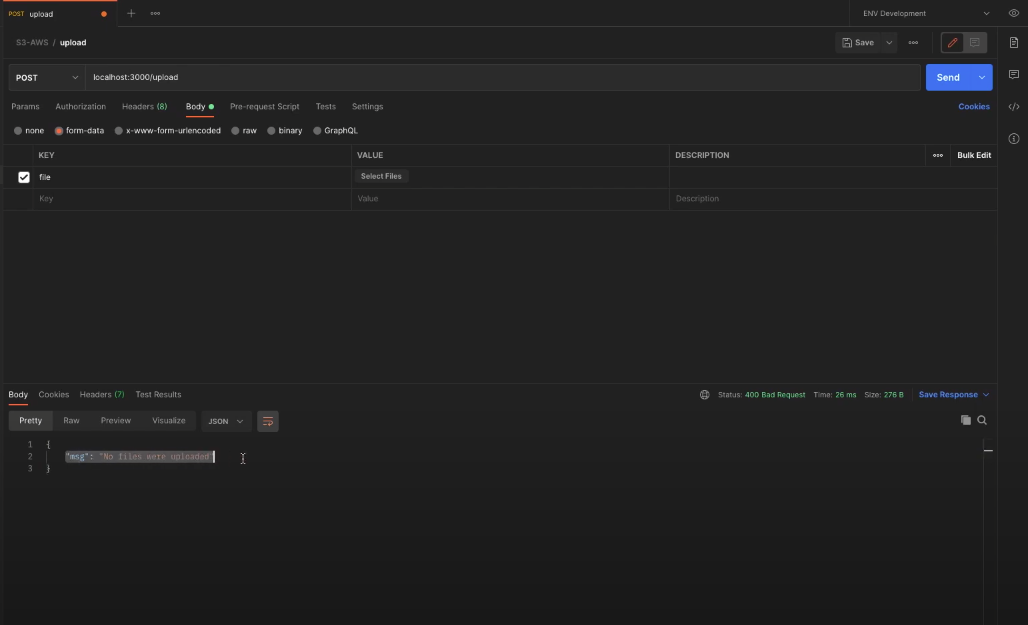 POST upload
ENV Development
S3-AWS / upload
Save
POST localhost:3000/upload Send
Params Authorization Headers (8) Body Pre-request Script Tests Settings Cookies
none form-data x-www-form-urlencoded raw binary GraphQL
KEY VALUE DESCRIPTION Bulk Edit
file Select Files
Key Value Description
Body Cookies Headers (7) Test Results Status: 400 Bad Request Time: 26 ms Size: 276 B Save Response
Pretty Raw Preview Visualize JSON
1 {
2 "msg": "No files were uploaded"
3 }